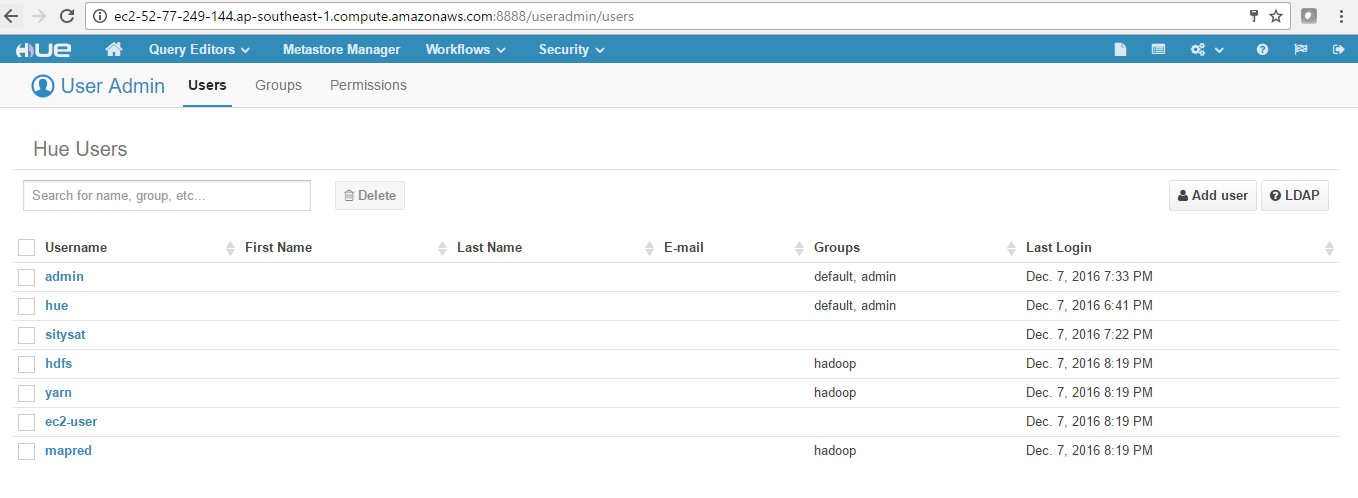 ec2-52-77-249-144.ap-southeast-1.compute.amazonaws.com:8888/useradmin/users
HUE Query Editors Metastore Manager Workflows Security
User Admin Users Groups Permissions
Hue Users
Search for name, group, etc... Delete Add user LDAP
Username First Name Last Name E-mail Groups Last Login
admin default, admin Dec. 7, 2016 7:33 PM
hue default, admin Dec. 7, 2016 6:41 PM
sitysat Dec. 7, 2016 7:22 PM
hdfs hadoop Dec. 7, 2016 8:19 PM
yarn hadoop Dec. 7, 2016 8:19 PM
ec2-user Dec. 7, 2016 8:19 PM
mapred hadoop Dec. 7, 2016 8:19 PM